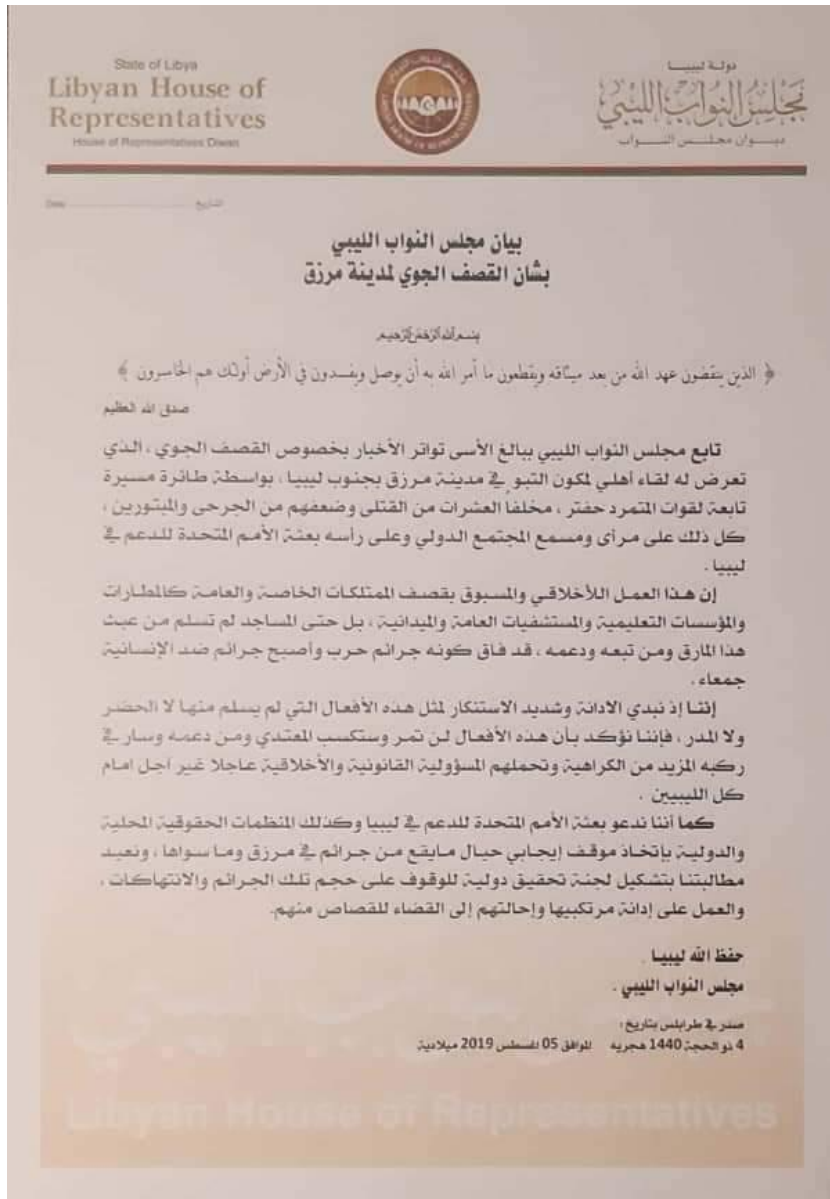 State of Libya
Libyan House of
Representatives
House of Representatives Diwan
دولة ليبيا
مجلس النواب الليبي
ديوان مجلس النواب
Date
التاريخ
بيان مجلس النواب الليبي
بشأن القصف الجوي لمدينة مرزق
بسم الله الرحمن الرحيم
﴿ الذين ينقضون عهد الله من بعد ميثاقه ويقطعون ما أمر الله به أن يوصل ويفسدون في الأرض أولئك هم الخاسرون ﴾
صدق الله العظيم
تابع مجلس النواب الليبي ببالغ الأسى تواتر الأخبار بخصوص القصف الجوي ، الذي
تعرض له لقاء أهلي لمكون التبو في مدينة مرزق بجنوب ليبيا ، بواسطة طائرة مسيرة
تابعة لقوات المتمرد حفتر ، مخلفا العشرات من القتلى وضعفهم من الجرحى والمبتورين ،
كل ذلك على مرأى ومسمع المجتمع الدولي وعلى رأسه بعثة الأمم المتحدة للدعم في
ليبيا .
إن هذا العمل اللأخلاقي والمسبوق بقصف الممتلكات الخاصة والعامة كالمطارات
والمؤسسات التعليمية والمستشفيات العامة والميدانية ، بل حتى المساجد لم تسلم من عبث
هذا المارق ومن تبعه ودعمه ، قد فاق كونه جرائم حرب وأصبح جرائم ضد الإنسانية
جمعاء .
إننا إذ نبدي الادانة وشديد الاستنكار لمثل هذه الأفعال التي لم يسلم منها لا الحضر
ولا المدر ، فإننا نؤكد بأن هذه الأفعال لن تمر وستكسب المعتدي ومن دعمه وسار في
ركبه المزيد من الكراهية وتحملهم المسؤولية القانونية والأخلاقية عاجلا غير اجل امام
كل الليبيين .
كما أننا ندعو بعثة الأمم المتحدة للدعم في ليبيا وكذلك المنظمات الحقوقية المحلية
والدولية بإتخاذ موقف إيجابي حيال مايقع من جرائم في مرزق وما سواها ، ونعيد
مطالبتنا بتشكيل لجنة تحقيق دولية للوقوف على حجم تلك الجرائم والانتهاكات ،
والعمل على إدانة مرتكبيها وإحالتهم إلى القضاء للقصاص منهم.
حفظ الله ليبيا .
مجلس النواب الليبي .
صدر في طرابلس بتاريخ :
4 ذو الحجة 1440 هجريه الموافق 05 اغسطس 2019 ميلادية
Libyan House of Representatives